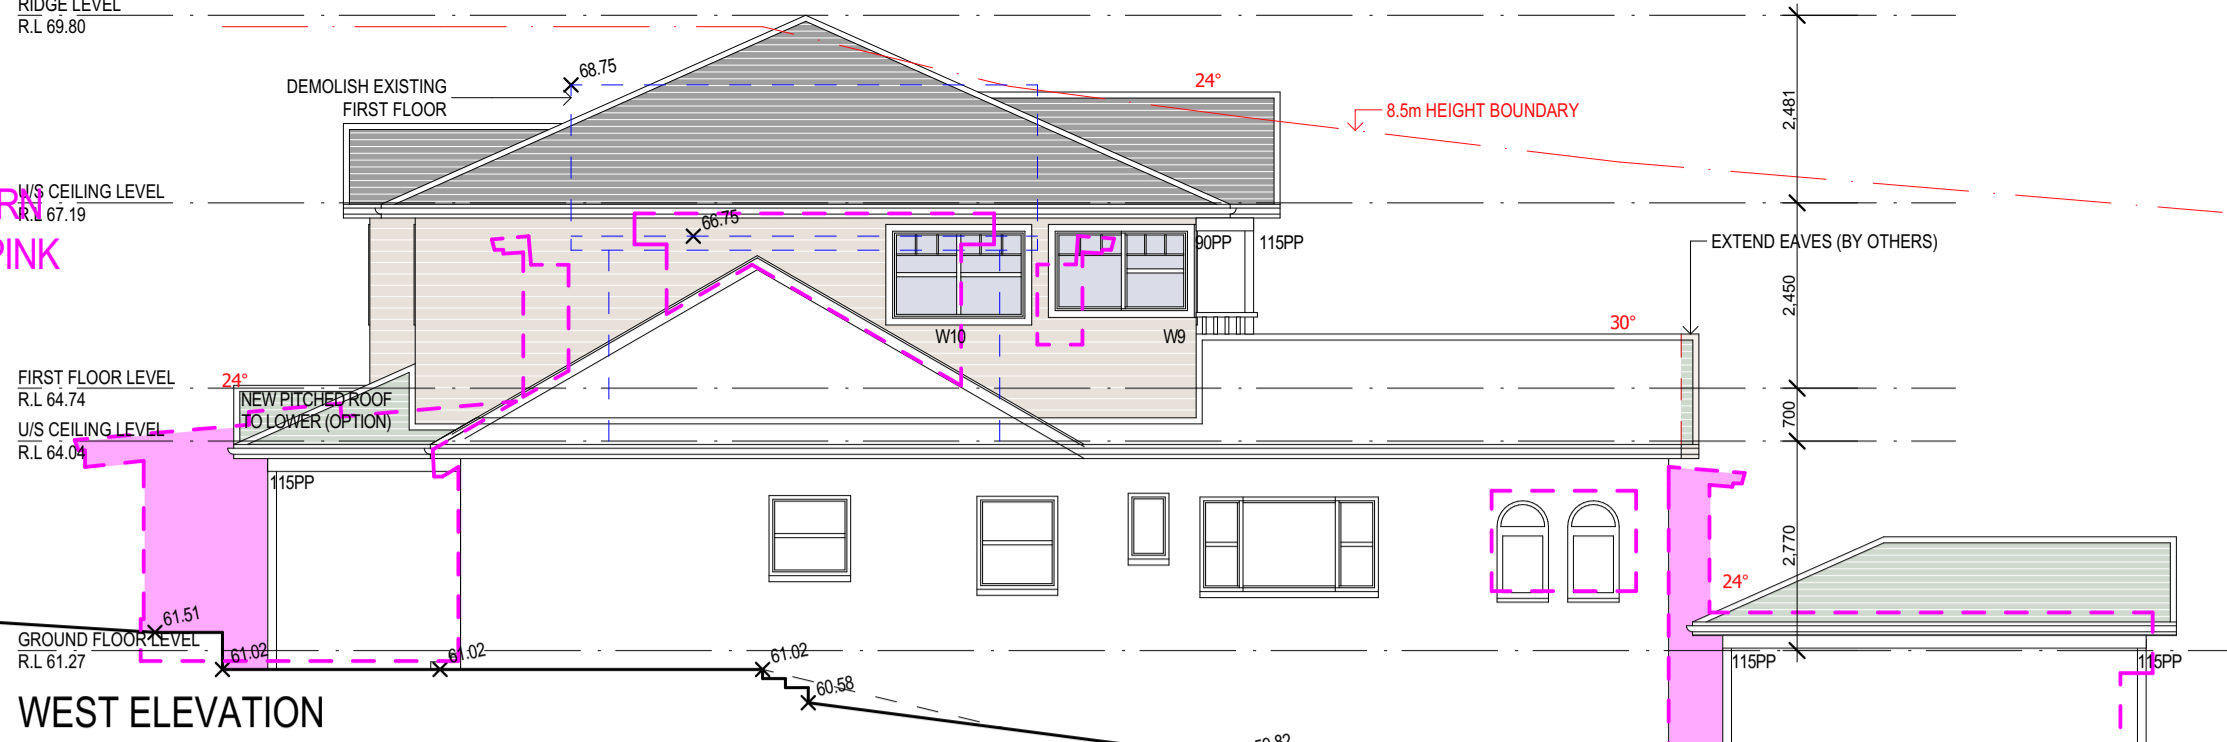 RIDGE LEVEL
R.L 69.80
68.75
DEMOLISH EXISTING
FIRST FLOOR
24°
8.5m HEIGHT BOUNDARY
2,481
U/S CEILING LEVEL
R.L 67.19
RN
PINK
66.75
90PP
115PP
EXTEND EAVES (BY OTHERS)
2,450
30°
W10
W9
FIRST FLOOR LEVEL
R.L 64.74
24°
NEW PITCHED ROOF
TO LOWER (OPTION)
700
U/S CEILING LEVEL
R.L 64.04
115PP
2,770
24°
61.51
GROUND FLOOR LEVEL
R.L 61.27
61.02
61.02
61.02
115PP
115PP
60.58
WEST ELEVATION